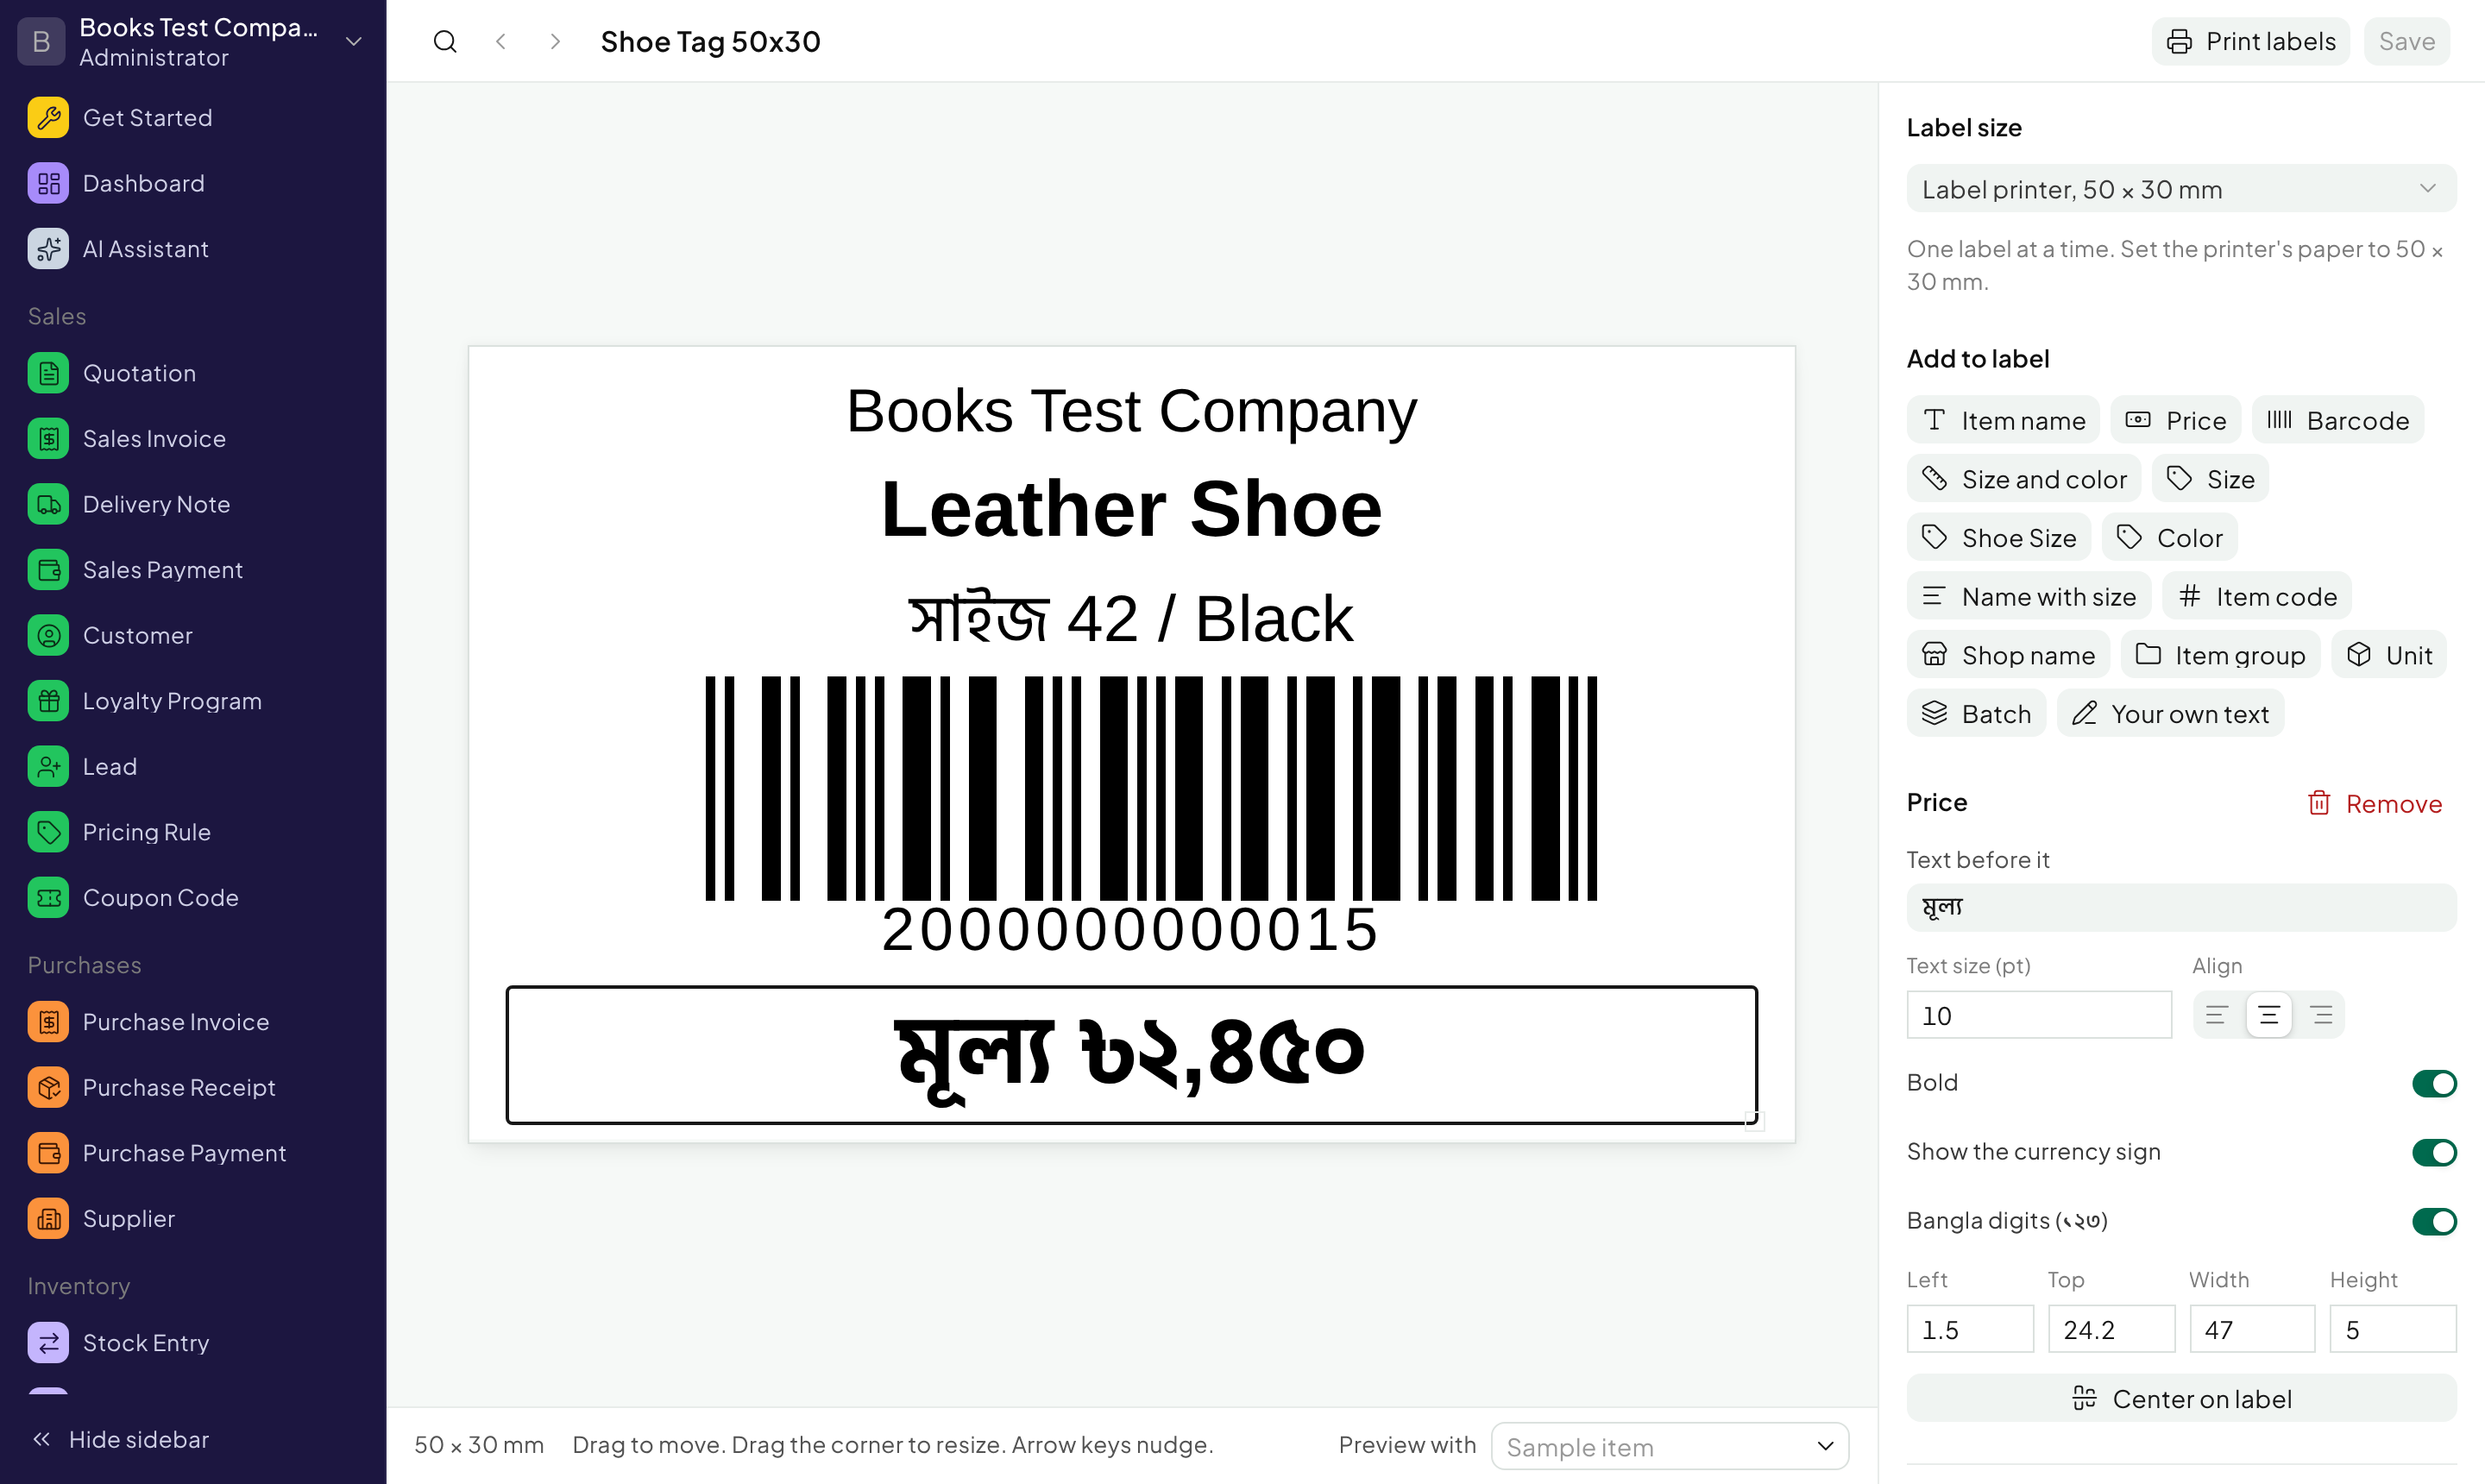 B
Books Test Compa...
Administrator
Get Started
Dashboard
AI Assistant
Sales
Quotation
Sales Invoice
Delivery Note
Sales Payment
Customer
Loyalty Program
Lead
Pricing Rule
Coupon Code
Purchases
Purchase Invoice
Purchase Receipt
Purchase Payment
Supplier
Inventory
Stock Entry
Hide sidebar
Shoe Tag 50x30
Print labels
Save
Books Test Company
Leather Shoe
সাইজ 42 / Black
2000000000015
মূল্য ৳২,৪৫০
50 × 30 mm
Drag to move. Drag the corner to resize. Arrow keys nudge.
Preview with
Sample item
Label size
Label printer, 50 × 30 mm
One label at a time. Set the printer's paper to 50 ×
30 mm.
Add to label
Item name
Price
Barcode
Size and color
Size
Shoe Size
Color
Name with size
Item code
Shop name
Item group
Unit
Batch
Your own text
Price
Remove
Text before it
মূল্য
Text size (pt)
Align
10
Bold
Show the currency sign
Bangla digits (১২৩)
Left
Top
Width
Height
1.5
24.2
47
5
Center on label